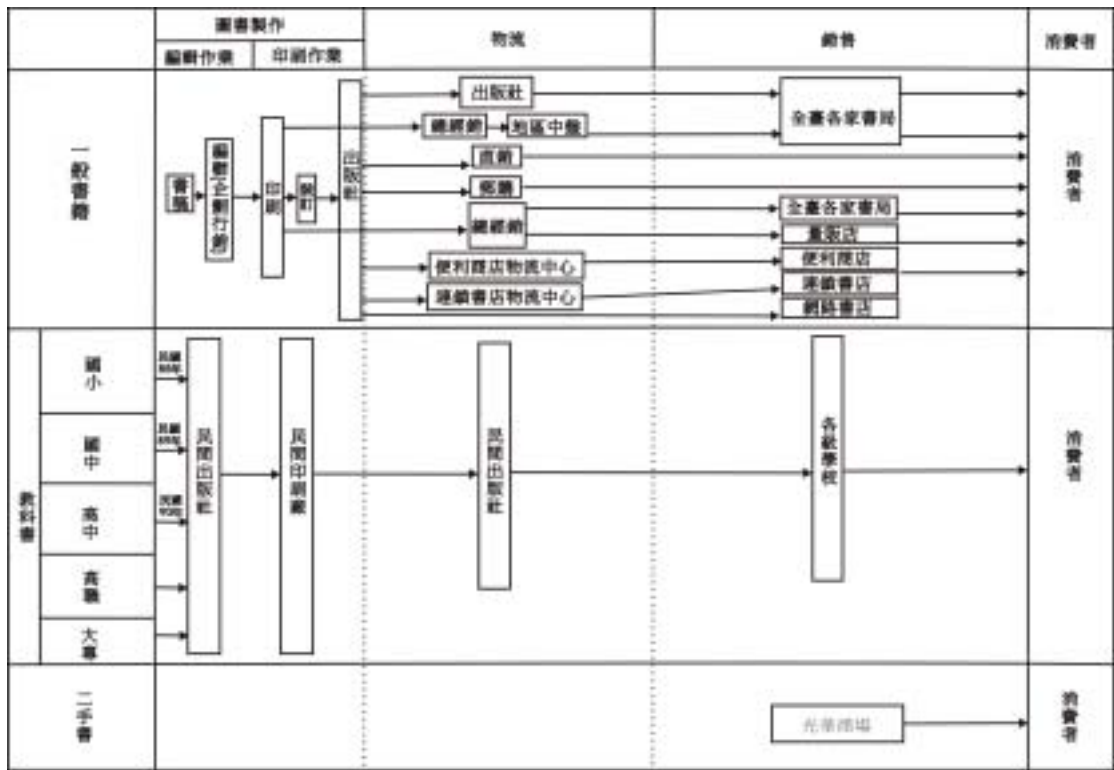 圖書製作
物流
銷售
消費者
編輯作業
印刷作業
一般書籍
書稿
編輯(企劃行銷)
印刷
裝訂
出版社
出版社
總經銷
地區中盤
直銷
郵購
總經銷
便利商店物流中心
連鎖書店物流中心
全臺各家書局
全臺各家書局
量販店
便利商店
連鎖書店
網路書店
消費者
教科書
國小
國中
高中
高職
大專
民間出版社
民間印刷廠
民間出版社
各級學校
消費者
二手書
光華商場
消費者